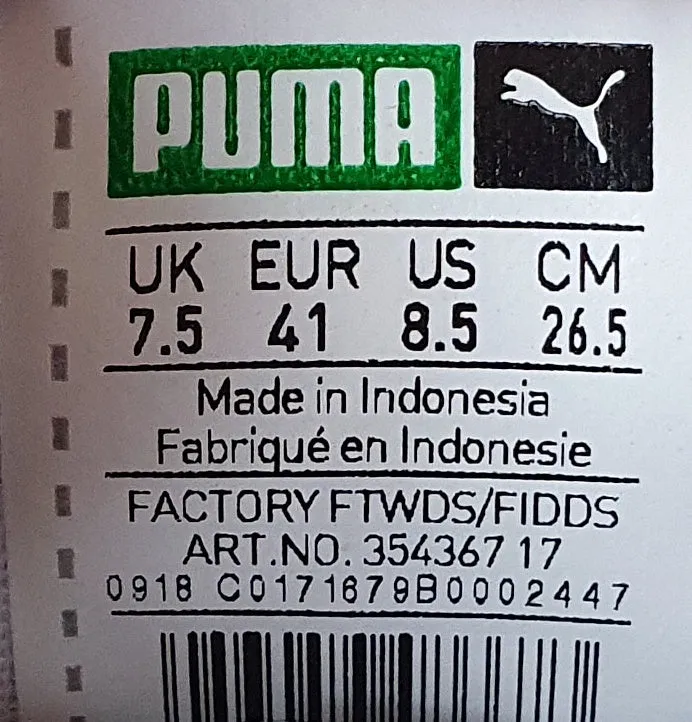 PUMA
UK EUR US CM
7.5 41 8.5 26.5
Made in Indonesia
Fabriqué en Indonesie
FACTORY FTWDS/FIDDS
ART.NO. 354367 17
0918 C0171679B0002447